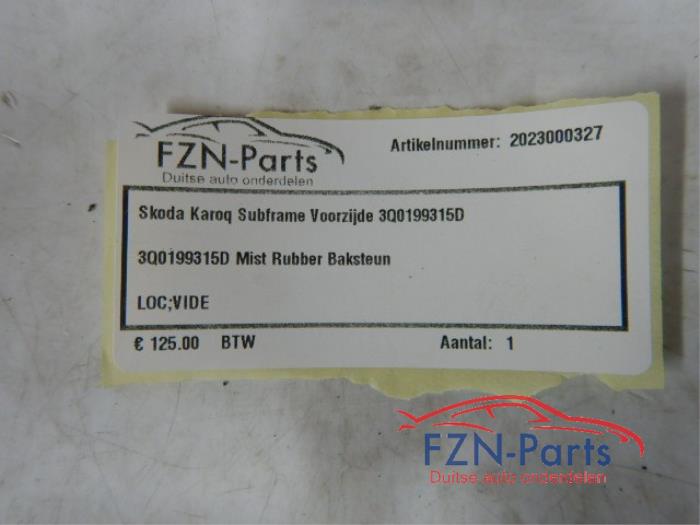 FZN-Parts
Duitse auto onderdelen
Artikelnummer: 2023000327
Skoda Karoq Subframe Voorzijde 3Q0199315D
3Q0199315D Mist Rubber Baksteun
LOC;VIDE
€ 125.00 BTW Aantal: 1
FZN-Parts
Duitse auto onderdelen